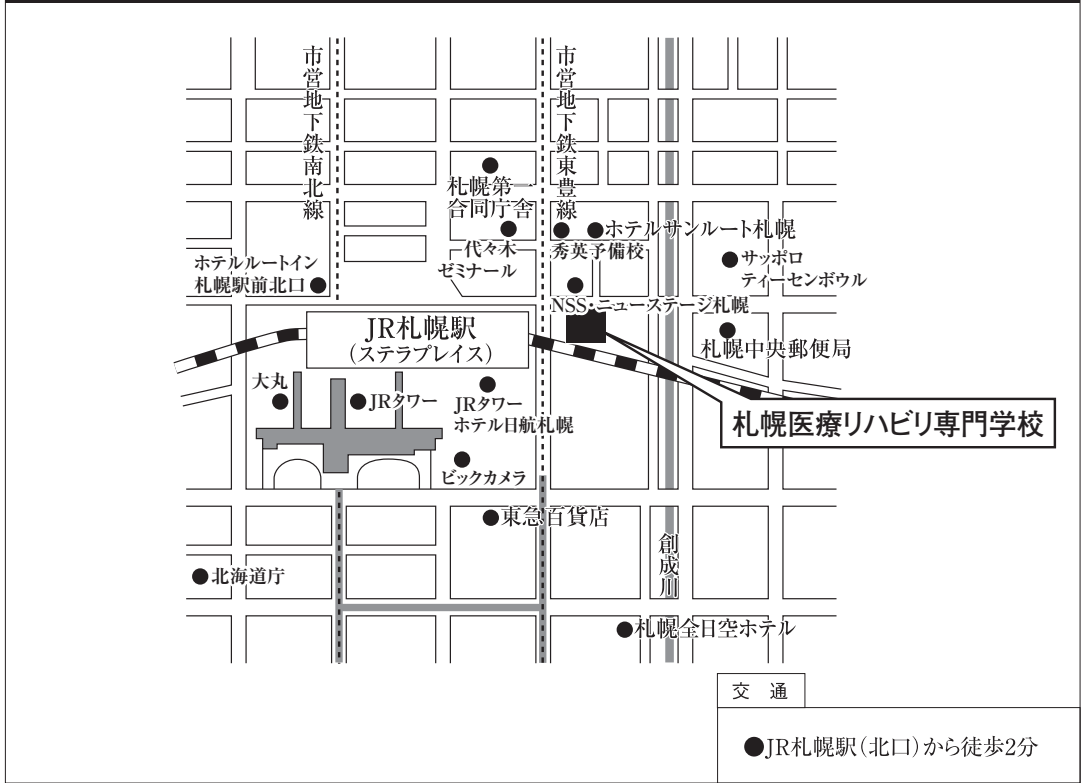 市営地下鉄南北線
市営地下鉄東豊線
札幌第一
合同庁舎
代々木
ゼミナール
秀英予備校
ホテルサンルート札幌
サッポロ
ティーセンボウル
ホテルルートイン
札幌駅前北口
NSS・ニューステージ札幌
JR札幌駅
(ステラプレイス)
札幌中央郵便局
大丸
JRタワー
JRタワー
ホテル日航札幌
札幌医療リハビリ専門学校
ビックカメラ
東急百貨店
創成川
北海道庁
札幌全日空ホテル
交 通
●JR札幌駅(北口)から徒歩2分